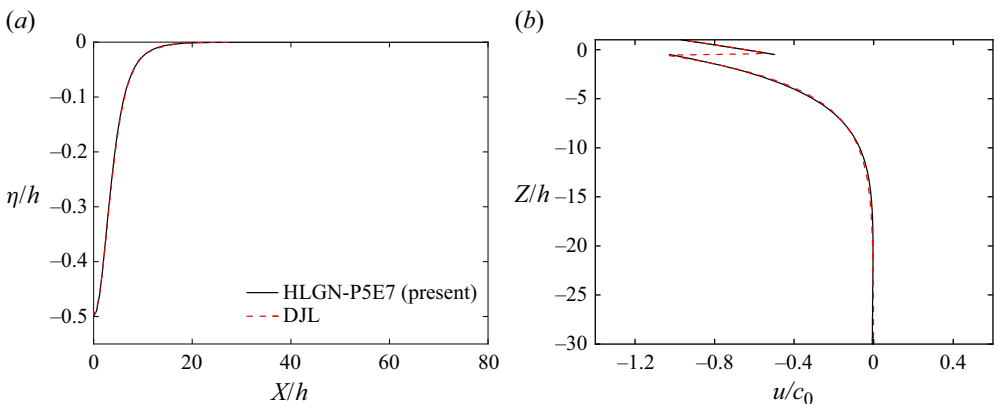 (a)
0
–0.1
–0.2
–0.3
–0.4
–0.5
η/h
0
20
40
60
80
X/h
HLGN-P5E7 (present)
DJL
(b)
0
–5
–10
–15
–20
–25
–30
Z/h
–1.2
–0.8
–0.4
0
0.4
u/c₀